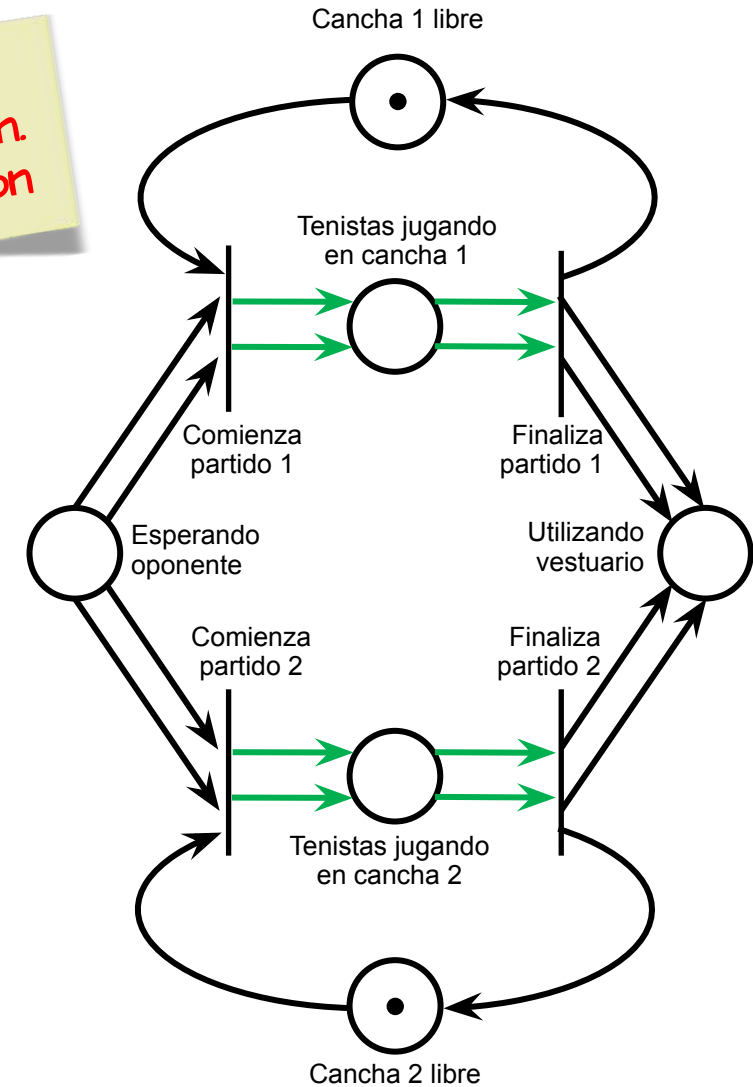 Cancha 1 libre
n.
on
Tenistas jugando
en cancha 1
Comienza
partido 1
Finaliza
partido 1
Esperando
oponente
Utilizando
vestuario
Comienza
partido 2
Finaliza
partido 2
Tenistas jugando
en cancha 2
Cancha 2 libre